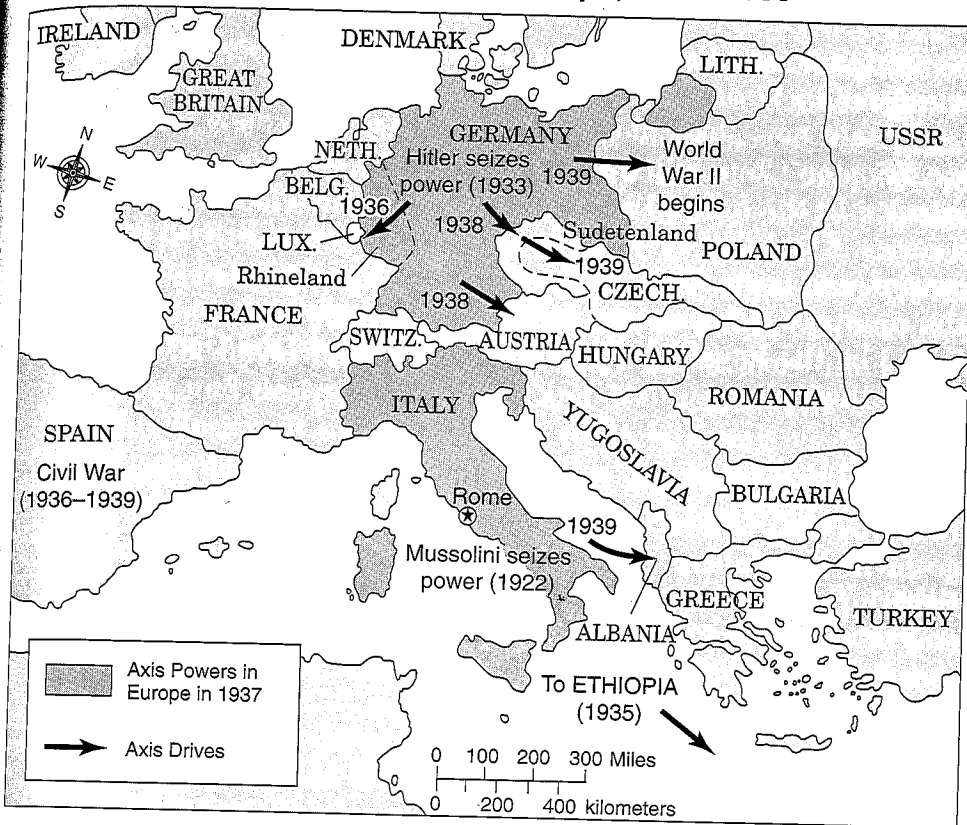 IRELAND
DENMARK
LITH.
GREAT
BRITAIN
USSR
N
W
E
S
NETH.
GERMANY
Hitler seizes
power (1933)
1939
World
War II
begins
BELG.
1936
LUX.
Rhineland
1938
Sudetenland
1939
POLAND
CZECH.
1938
FRANCE
SWITZ.
AUSTRIA
HUNGARY
ROMANIA
ITALY
YUGOSLAVIA
SPAIN
Civil War
(1936–1939)
BULGARIA
Rome
1939
Mussolini seizes
power (1922)
GREECE
TURKEY
ALBANIA
To ETHIOPIA
(1935)
Axis Powers in
Europe in 1937
Axis Drives
0 100 200 300 Miles
0 200 400 kilometers